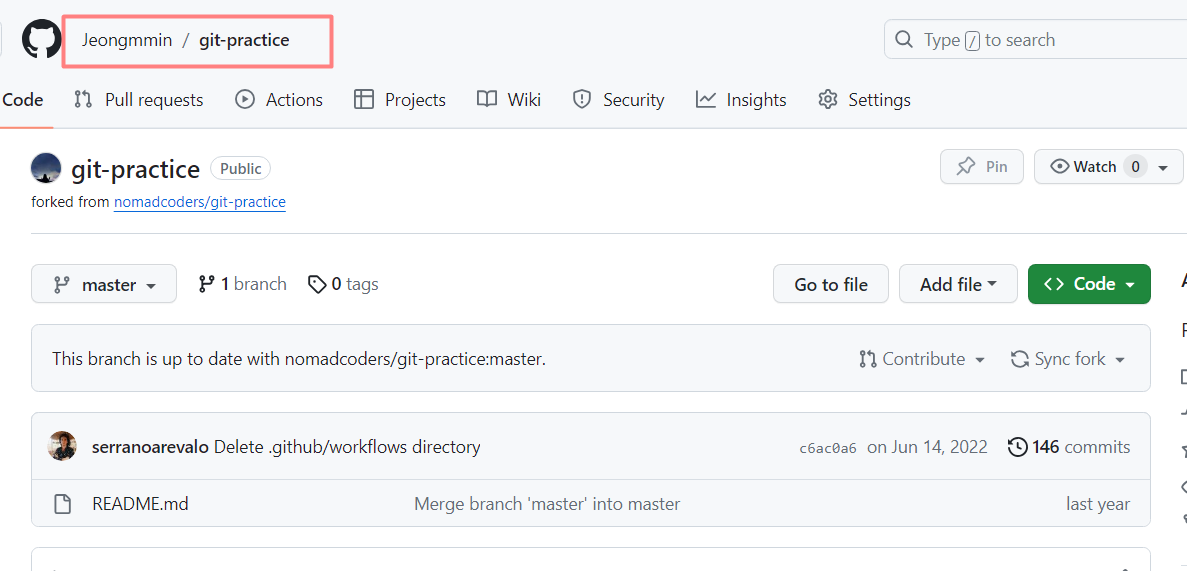 Jeongmmin / git-practice
Type / to search
Code Pull requests Actions Projects Wiki Security Insights Settings
git-practice Public
Pin Watch 0
forked from nomadcoders/git-practice
master 1 branch 0 tags Go to file Add file Code
This branch is up to date with nomadcoders/git-practice:master. Contribute Sync fork
serranoarevalo Delete .github/workflows directory c6ac0a6 on Jun 14, 2022 146 commits
README.md Merge branch 'master' into master last year